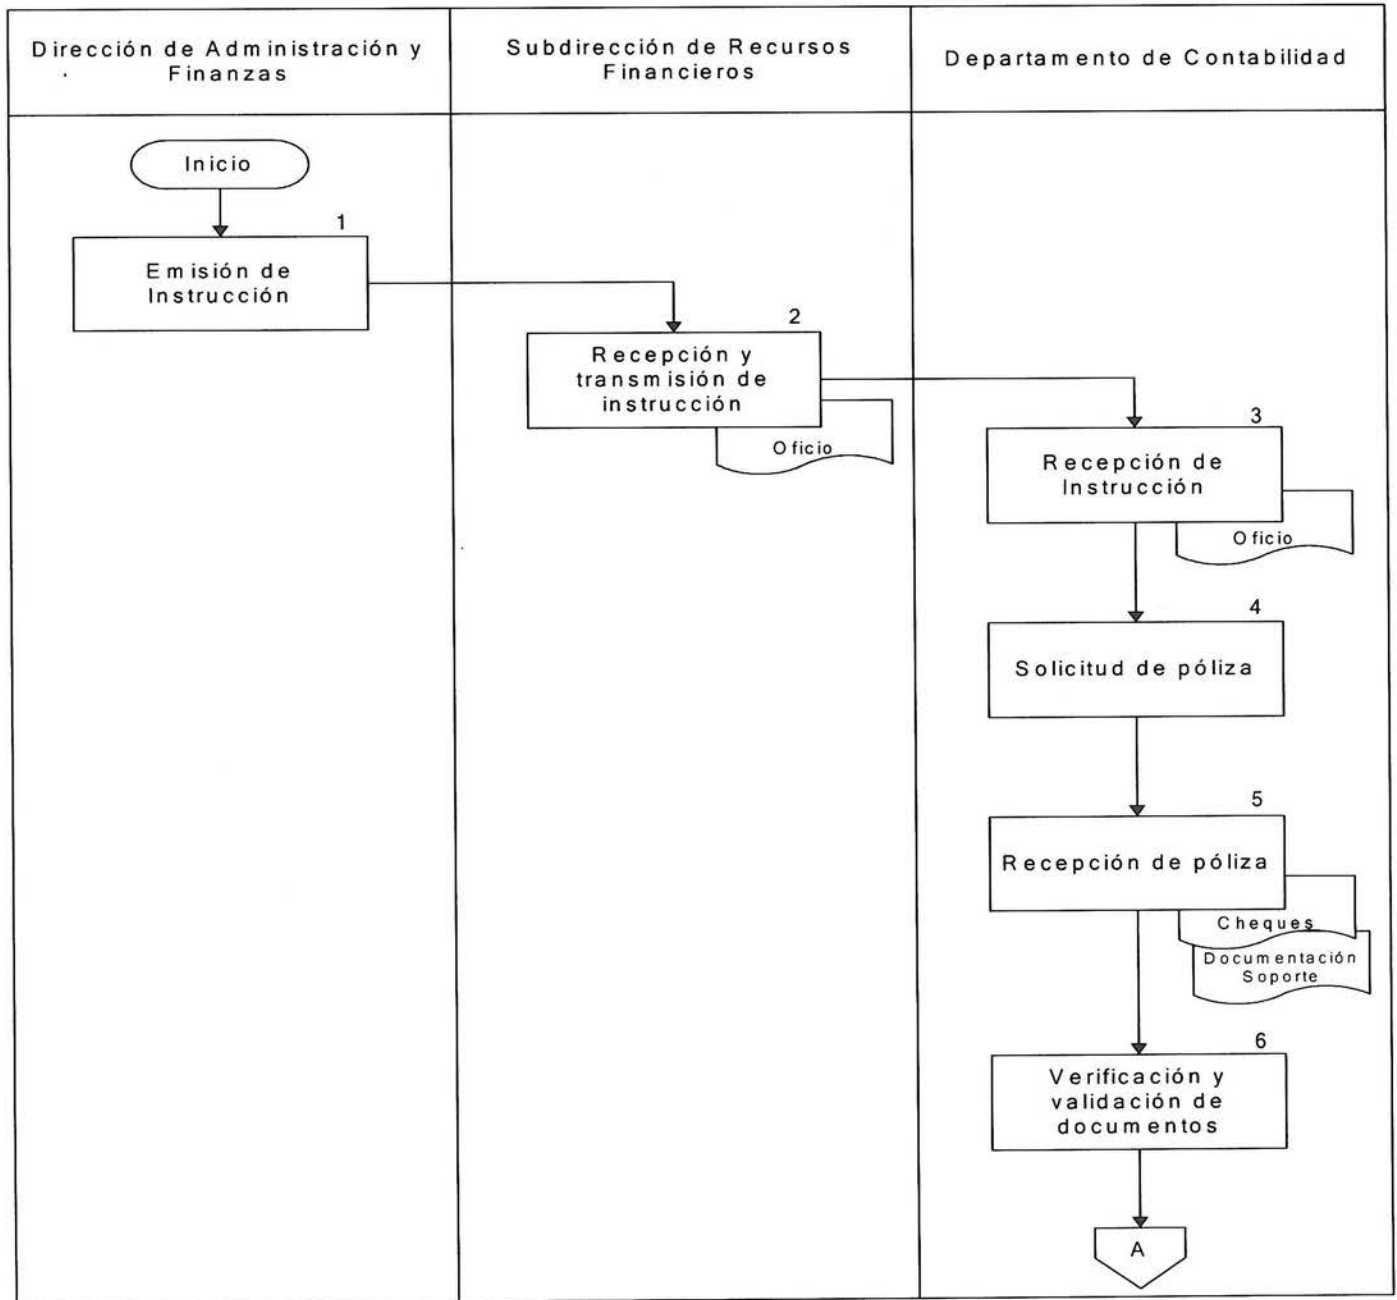 Dirección de Administración y
Finanzas
Subdirección de Recursos
Financieros
Departamento de Contabilidad
Inicio
1
Emisión de
Instrucción
2
Recepción y
transmisión de
instrucción
Oficio
3
Recepción de
Instrucción
Oficio
4
Solicitud de póliza
5
Recepción de póliza
Cheques
Documentación
Soporte
6
Verificación y
validación de
documentos
A